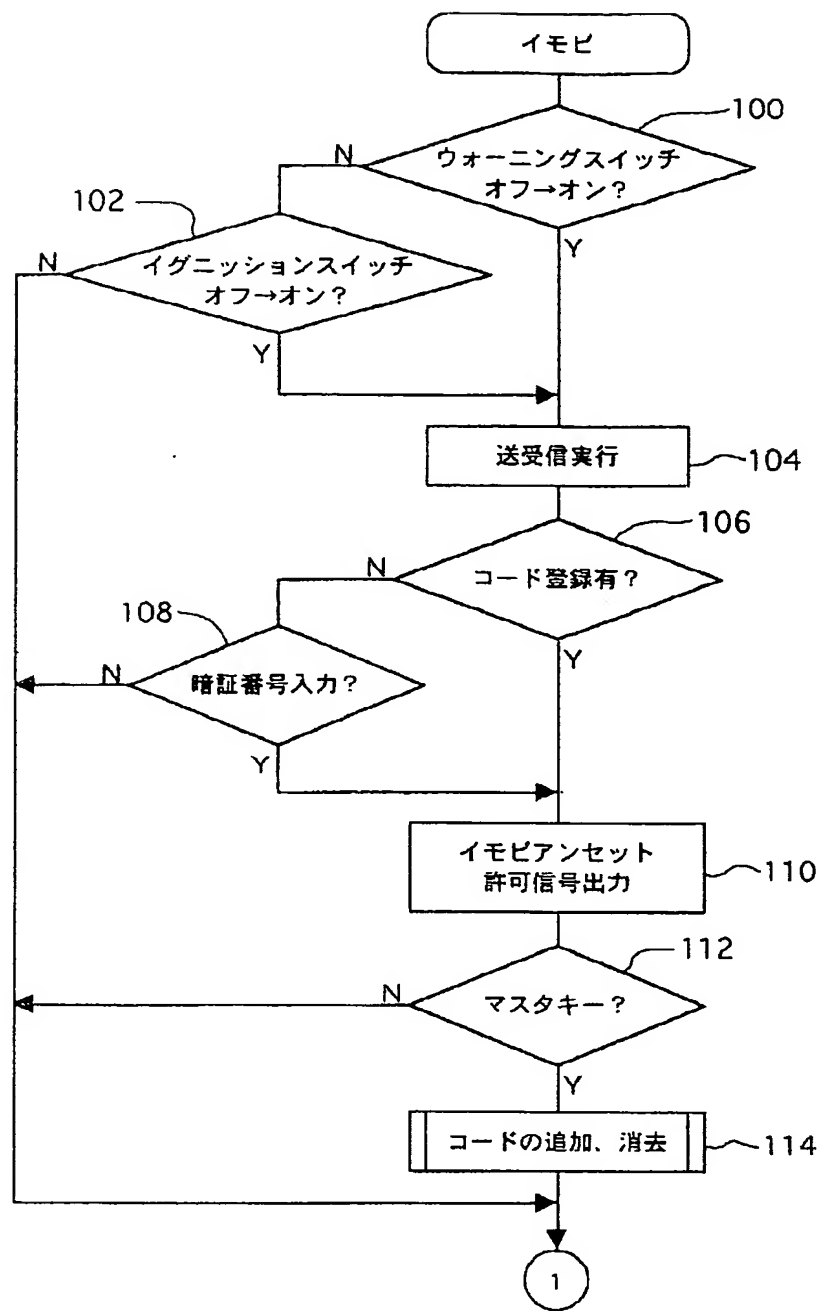 イモビ
100
ウォーニングスイッチ
オフ→オン?
N
Y
102
イグニッションスイッチ
オフ→オン?
N
Y
送受信実行
104
106
コード登録有?
N
Y
108
暗証番号入力?
N
Y
イモビアンセット
許可信号出力
110
112
マスタキー?
N
Y
コードの追加、消去
114
1